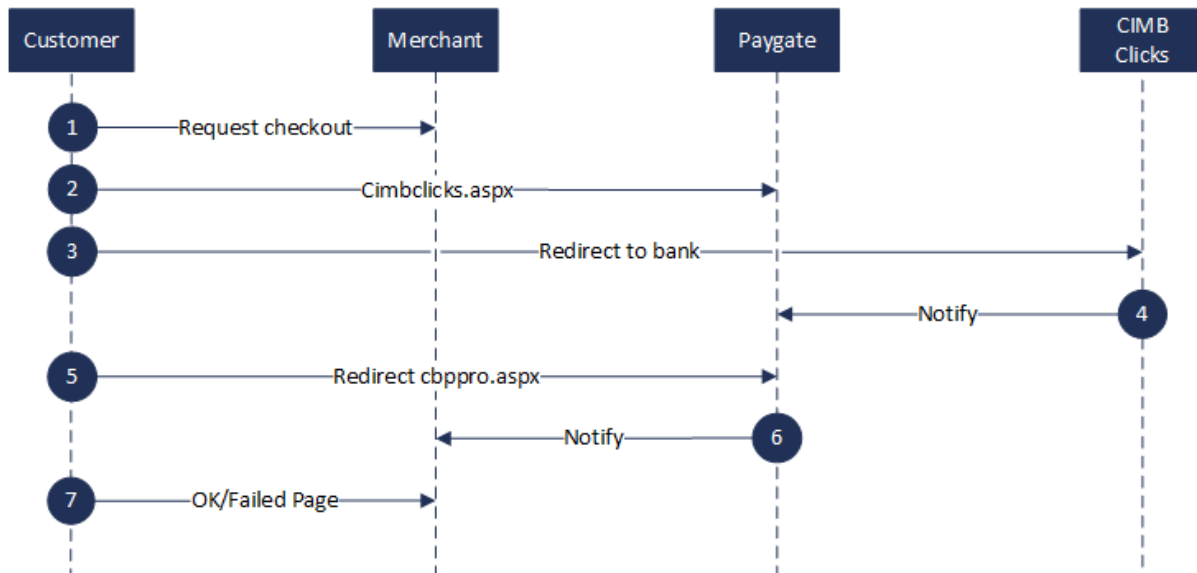 Customer
Merchant
Paygate
CIMB
Clicks
1
Request checkout
2
Cimbclicks.aspx
3
Redirect to bank
Notify
4
5
Redirect cbppro.aspx
Notify
6
7
OK/Failed Page